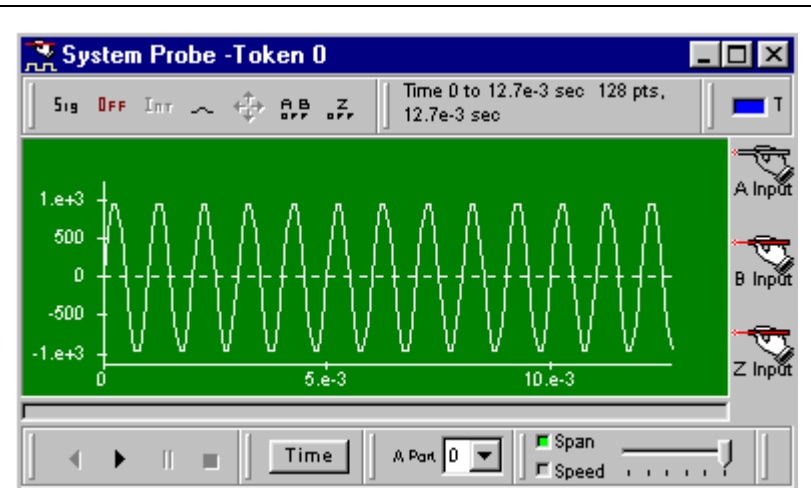 System Probe -Token 0
Sig OFF Int A B OFF Z OFF
Time 0 to 12.7e-3 sec 128 pts,
12.7e-3 sec
T
1.e+3
500
0
-500
-1.e+3
0 5.e-3 10.e-3
A Input
B Input
Z Input
Time
A Part 0
Span
Speed